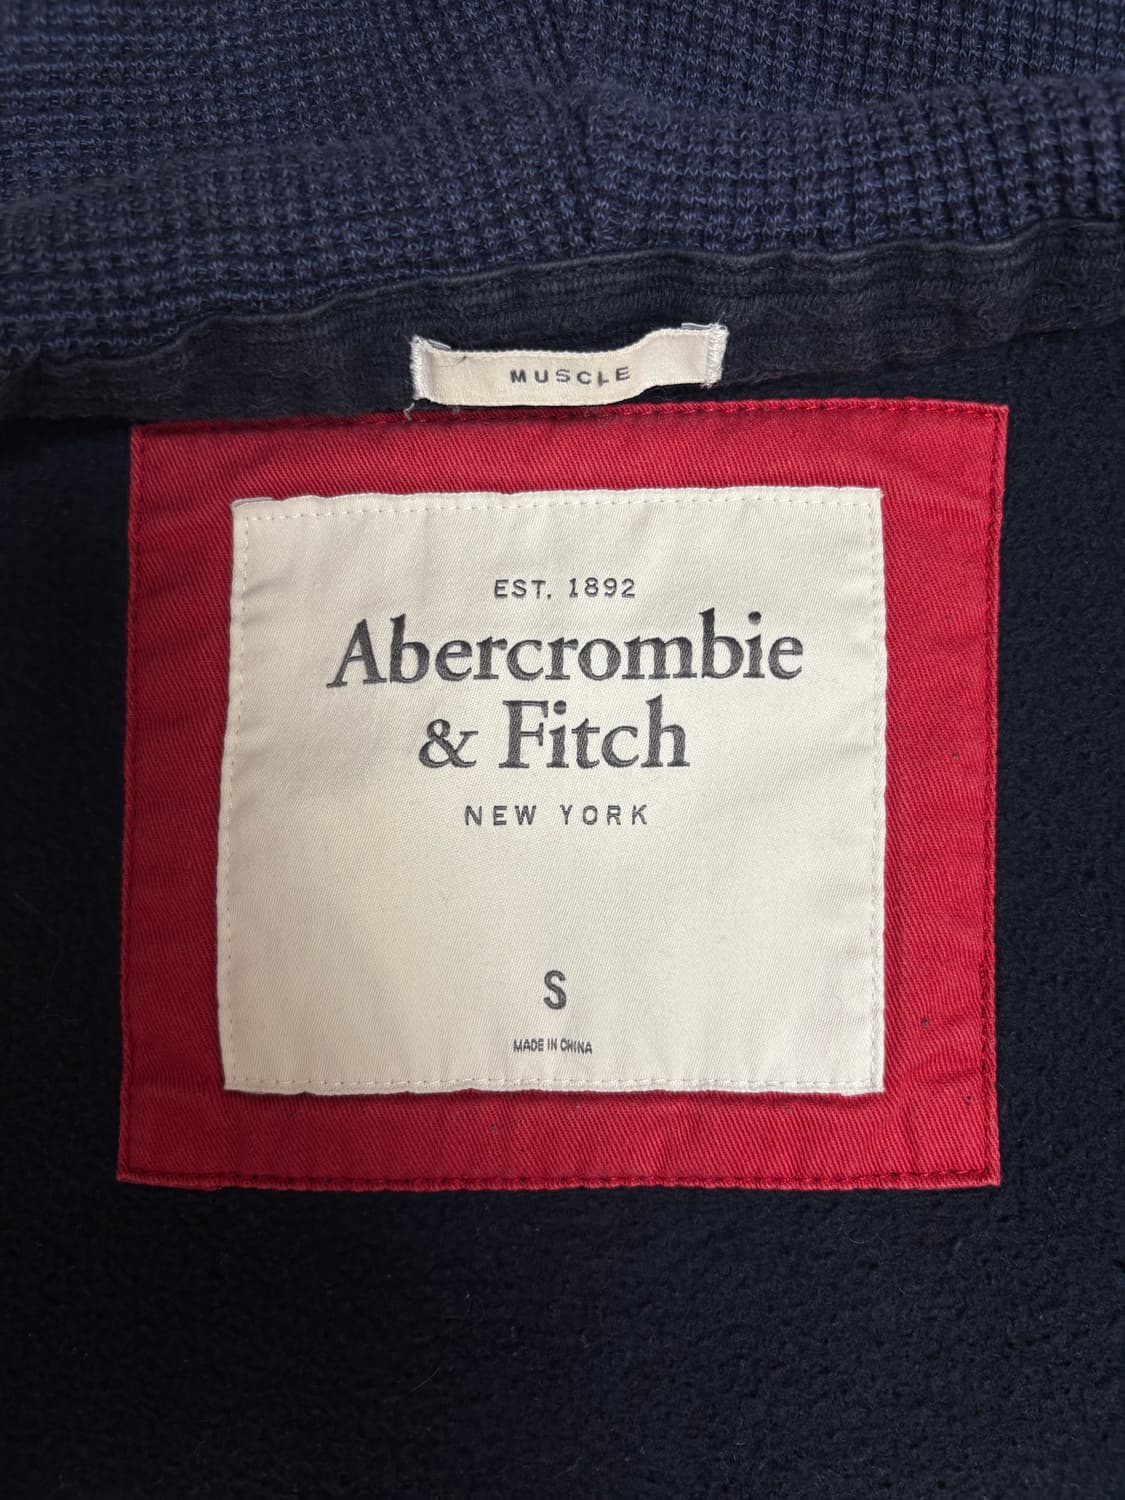 MUSCLE
EST. 1892
Abercrombie
& Fitch
NEW YORK
S
MADE IN CHINA